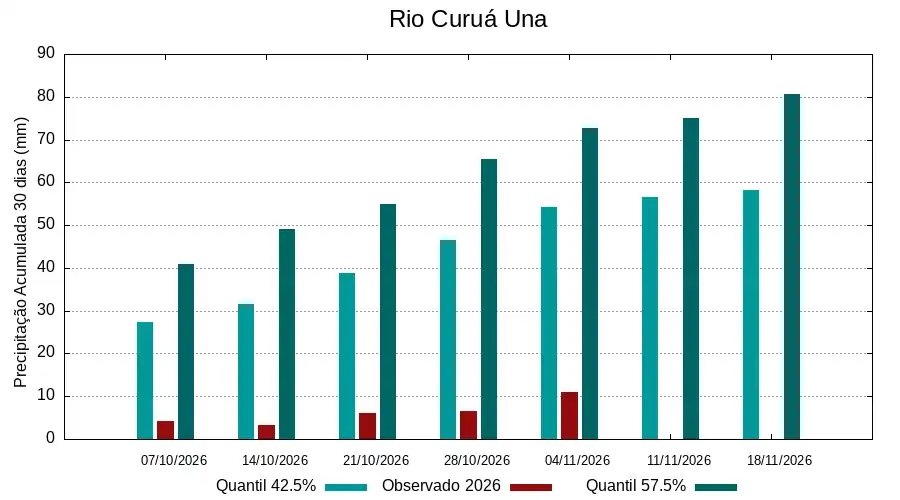 Rio Curuá Una
Precipitação Acumulada 30 dias (mm)
90
80
70
60
50
40
30
20
10
0
07/10/2026 14/10/2026 21/10/2026 28/10/2026 04/11/2026 11/11/2026 18/11/2026
Quantil 42.5% Observado 2026 Quantil 57.5%